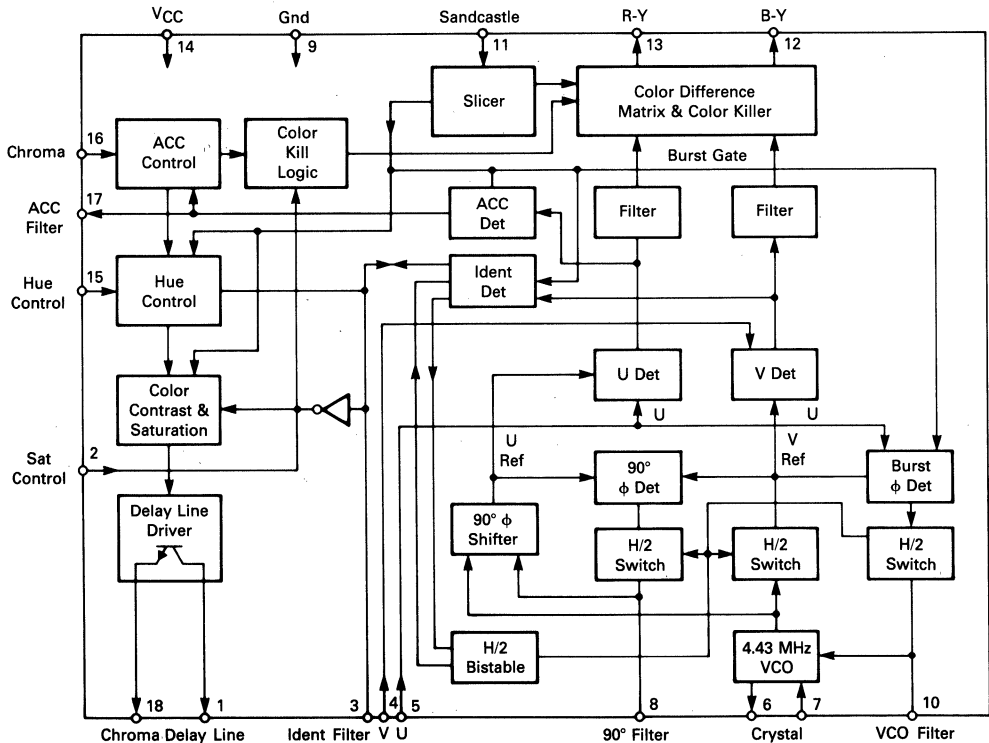 VCC
14
Gnd
9
Sandcastle
11
R-Y
13
B-Y
12
Slicer
Color Difference
Matrix & Color Killer
Chroma
16
ACC
Control
Color
Kill
Logic
Burst Gate
ACC
Filter
17
ACC
Det
Filter
Filter
Hue
Control
15
Hue
Control
Ident
Det
U Det
V Det
Color
Contrast &
Saturation
U
U
U
Ref
V
Ref
Sat
Control
2
90°
ϕ Det
Burst
ϕ Det
Delay Line
Driver
90° ϕ
Shifter
H/2
Switch
H/2
Switch
H/2
Switch
H/2
Bistable
4.43 MHz
VCO
18
1
3
4
5
8
6
7
10
Chroma Delay Line
Ident Filter
V
U
90° Filter
Crystal
VCO Filter